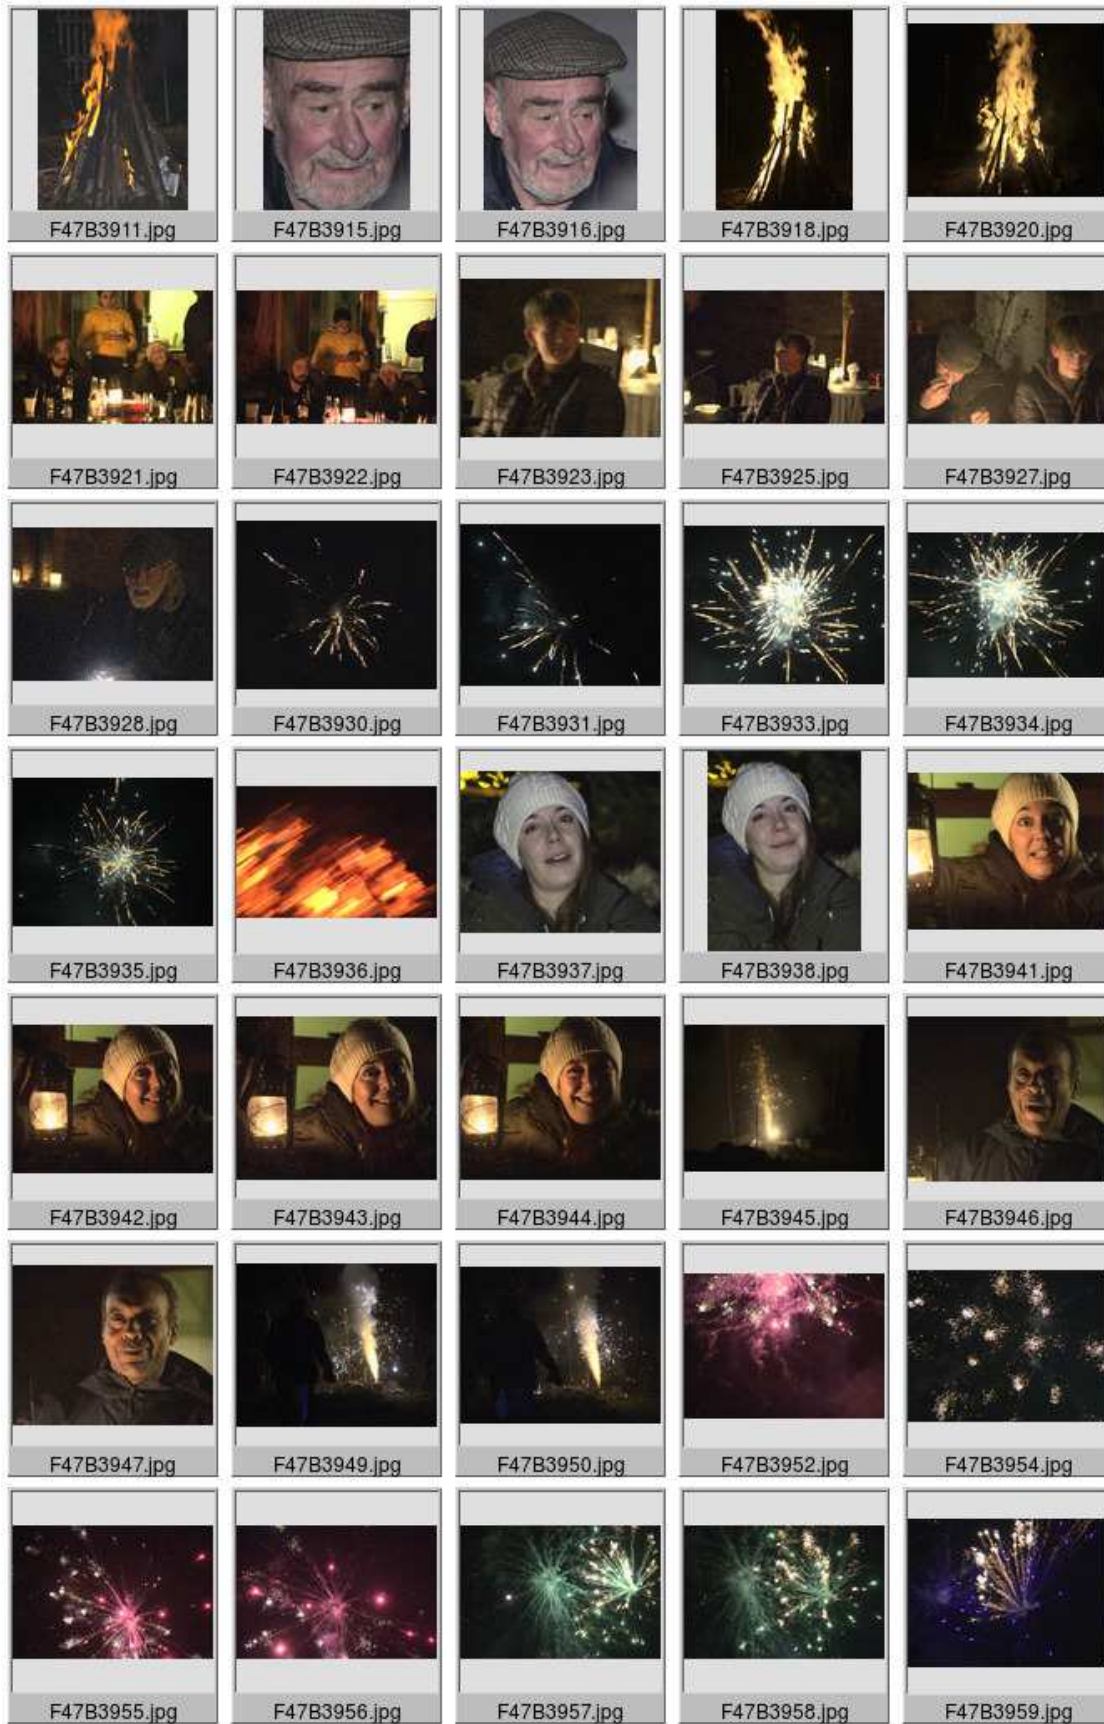 F47B3911.jpg F47B3915.jpg F47B3916.jpg F47B3918.jpg F47B3920.jpg
F47B3921.jpg F47B3922.jpg F47B3923.jpg F47B3925.jpg F47B3927.jpg
F47B3928.jpg F47B3930.jpg F47B3931.jpg F47B3933.jpg F47B3934.jpg
F47B3935.jpg F47B3936.jpg F47B3937.jpg F47B3938.jpg F47B3941.jpg
F47B3942.jpg F47B3943.jpg F47B3944.jpg F47B3945.jpg F47B3946.jpg
F47B3947.jpg F47B3949.jpg F47B3950.jpg F47B3952.jpg F47B3954.jpg
F47B3955.jpg F47B3956.jpg F47B3957.jpg F47B3958.jpg F47B3959.jpg